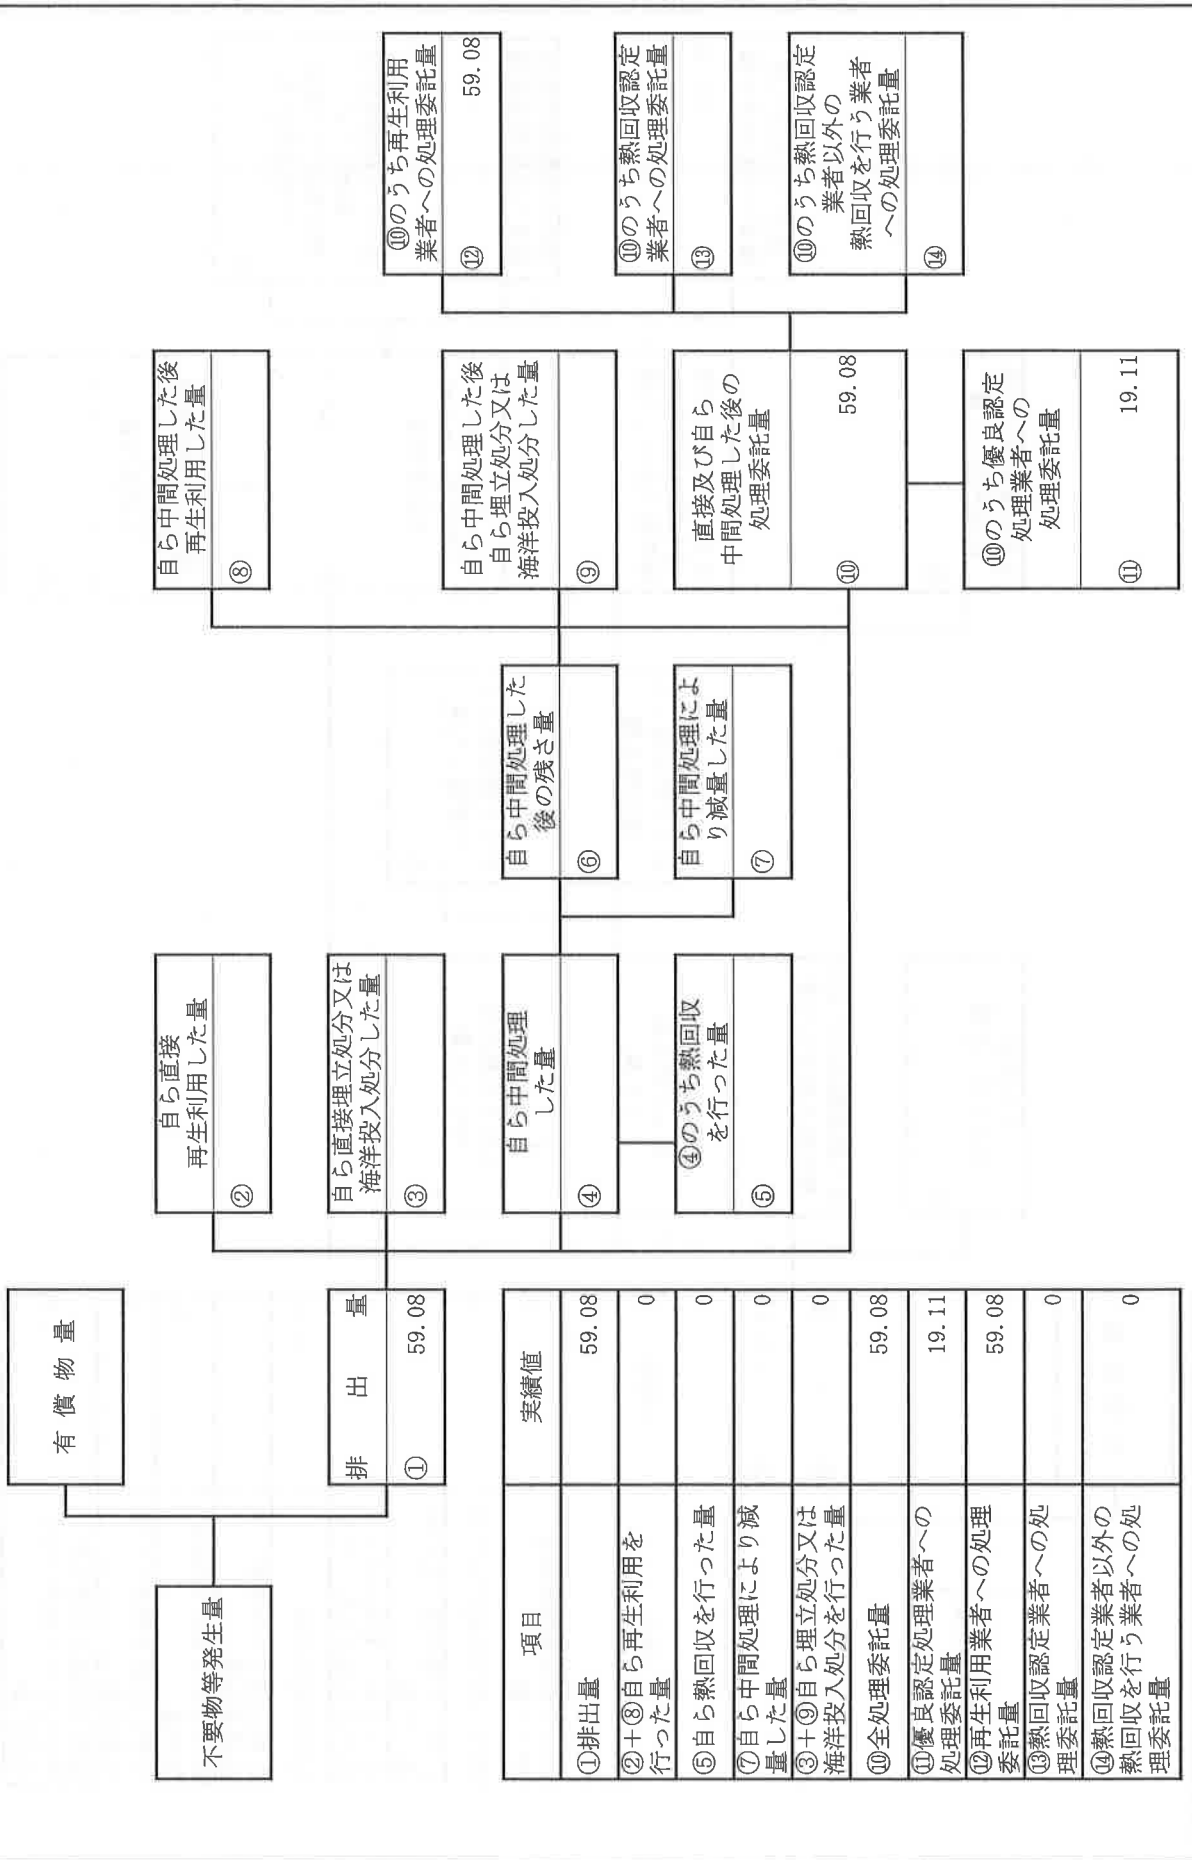 有 償 物 量
不要物等発生量
排 出 量
① 59.08
自ら直接
再生利用した量
②
自ら直接埋立処分又は
海洋投入処分した量
③
自ら中間処理
した量
④
④のうち熱回収
を行った量
⑤
自ら中間処理した
後の残さ量
⑥
自ら中間処理によ
り減量した量
⑦
自ら中間処理した後
再生利用した量
⑧
自ら中間処理した後
自ら埋立処分又は
海洋投入処分した量
⑨
直接及び自ら
中間処理した後の
処理委託量
⑩ 59.08
⑩のうち優良認定
処理業者への
処理委託量
⑪ 19.11
⑩のうち再生利用
業者への処理委託量
⑫ 59.08
⑩のうち熱回収認定
業者への処理委託量
⑬
⑩のうち熱回収認定
業者以外の
熱回収を行う業者
への処理委託量
⑭
項目 実績値
①排出量 59.08
②+⑧自ら再生利用を
行った量 0
⑤自ら熱回収を行った量 0
⑦自ら中間処理により減
量した量 0
③+⑨自ら埋立処分又は
海洋投入処分を行った量 0
⑩全処理委託量 59.08
⑪優良認定処理業者への
処理委託量 19.11
⑫再生利用業者への処理
委託量 59.08
⑬熱回収認定業者への処
理委託量 0
⑭熱回収認定業者以外の
熱回収を行う業者への処
理委託量 0